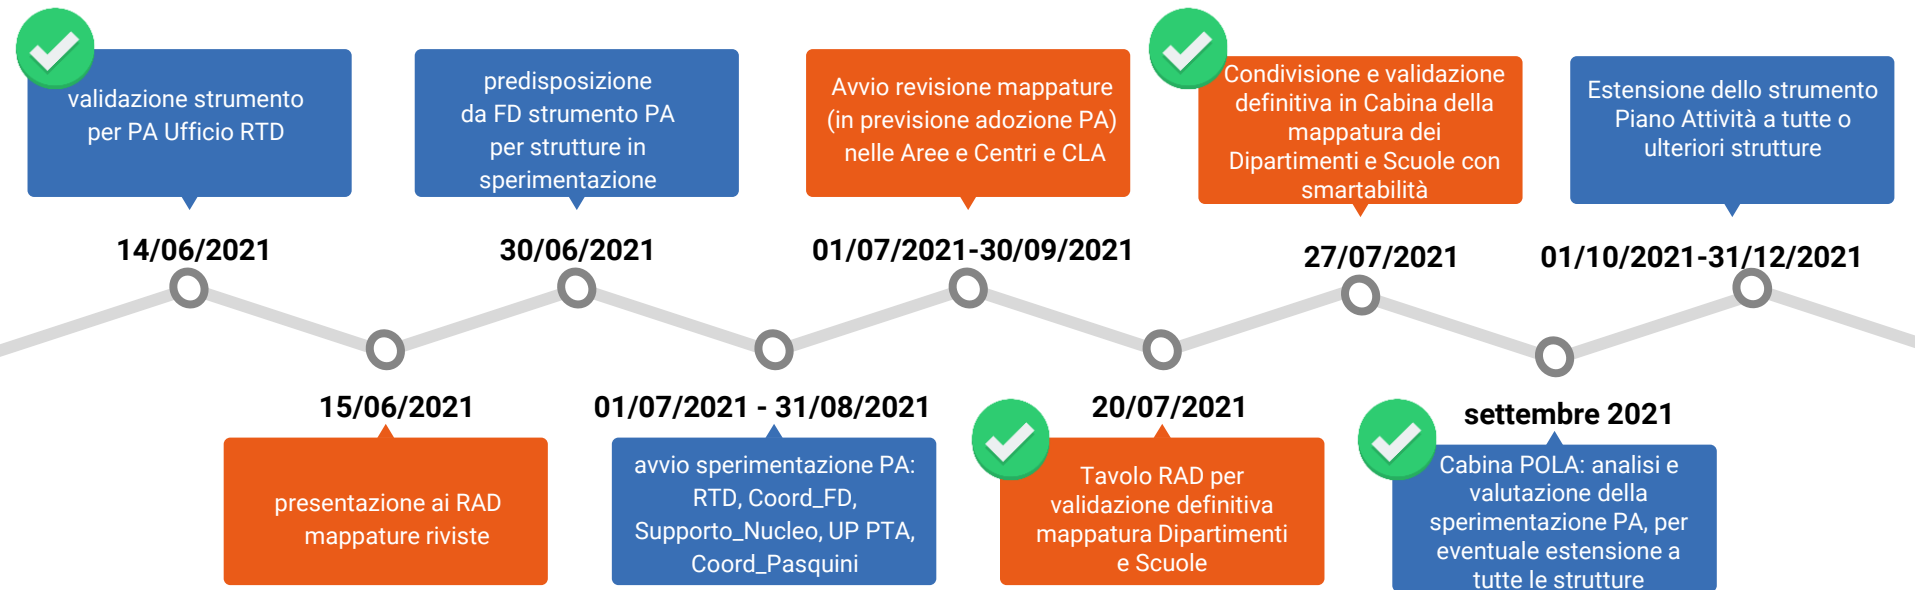 validazione strumento
per PA Ufficio RTD
14/06/2021
15/06/2021
presentazione ai RAD
mappature riviste
predisposizione
da FD strumento PA
per strutture in
sperimentazione
30/06/2021
01/07/2021 - 31/08/2021
avvio sperimentazione PA:
RTD, Coord_FD,
Supporto_Nucleo, UP PTA,
Coord_Pasquini
Avvio revisione mappature
(in previsione adozione PA)
nelle Aree e Centri e CLA
01/07/2021-30/09/2021
20/07/2021
Tavolo RAD per
validazione definitiva
mappatura Dipartimenti
e Scuole
Condivisione e validazione
definitiva in Cabina della
mappatura dei
Dipartimenti e Scuole con
smartabilità
27/07/2021
settembre 2021
Cabina POLA: analisi e
valutazione della
sperimentazione PA, per
eventuale estensione a
tutte le strutture
Estensione dello strumento
Piano Attività a tutte o
ulteriori strutture
01/10/2021-31/12/2021